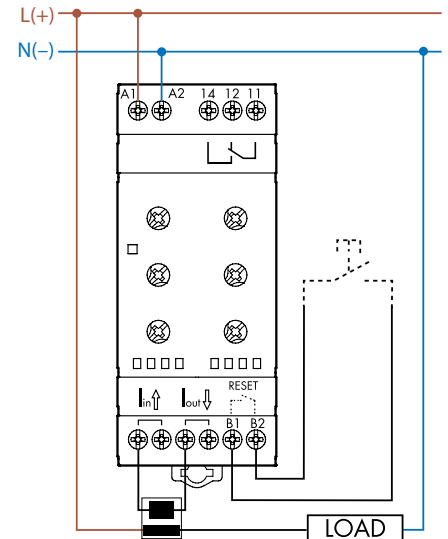 L(+)
N(−)
A1 A2 14 12 11
Iin Iout RESET
B1 B2
LOAD